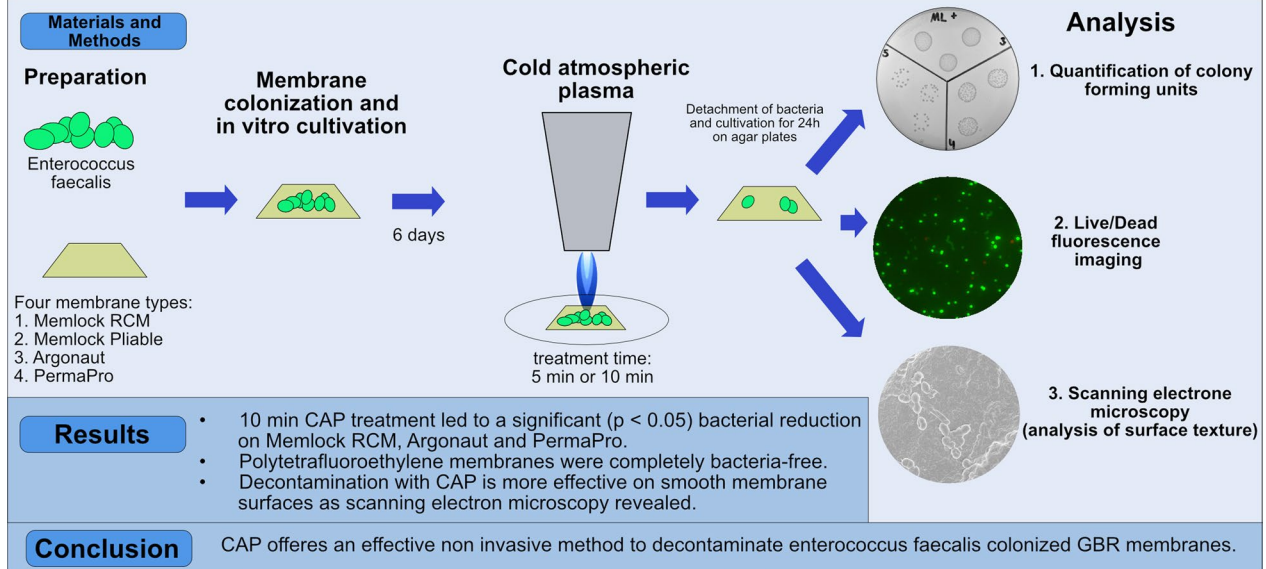 Materials and
Methods
Preparation
Enterococcus
faecalis
Four membrane types:
1. Memlock RCM
2. Memlock Pliable
3. Argonaut
4. PermaPro
Membrane
colonization and
in vitro cultivation
6 days
Cold atmospheric
plasma
treatment time:
5 min or 10 min
Detachment of bacteria
and cultivation for 24h
on agar plates
ML +
S
3
4
Analysis
1. Quantification of colony
forming units
2. Live/Dead
fluorescence
imaging
3. Scanning electrone
microscopy
(analysis of surface texture)
Results
• 10 min CAP treatment led to a significant (p < 0.05) bacterial reduction
on Memlock RCM, Argonaut and PermaPro.
• Polytetrafluoroethylene membranes were completely bacteria-free.
• Decontamination with CAP is more effective on smooth membrane
surfaces as scanning electron microscopy revealed.
Conclusion
CAP offeres an effective non invasive method to decontaminate enterococcus faecalis colonized GBR membranes.